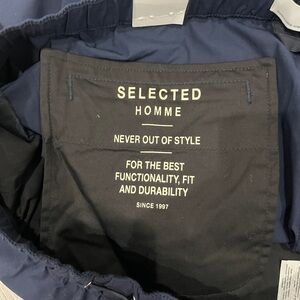 SELECTED
HOMME
NEVER OUT OF STYLE
FOR THE BEST
FUNCTIONALITY, FIT
AND DURABILITY
SINCE 1997